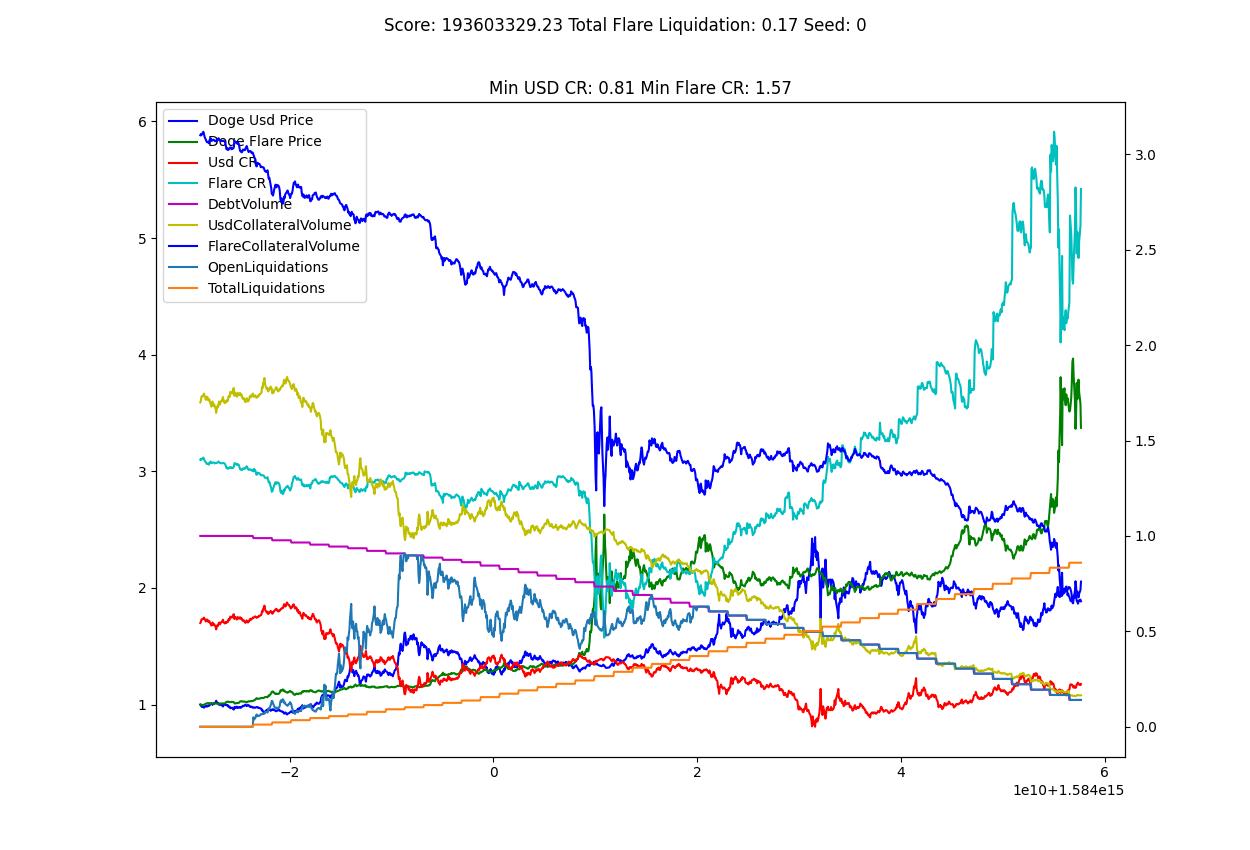 Score: 193603329.23 Total Flare Liquidation: 0.17 Seed: 0
Min USD CR: 0.81 Min Flare CR: 1.57
Doge Usd Price
Doge Flare Price
Usd CR
Flare CR
DebtVolume
UsdCollateralVolume
FlareCollateralVolume
OpenLiquidations
TotalLiquidations
6
5
4
3
2
1
3.0
2.5
2.0
1.5
1.0
0.5
0.0
−2
0
2
4
6
1e10+1.584e15